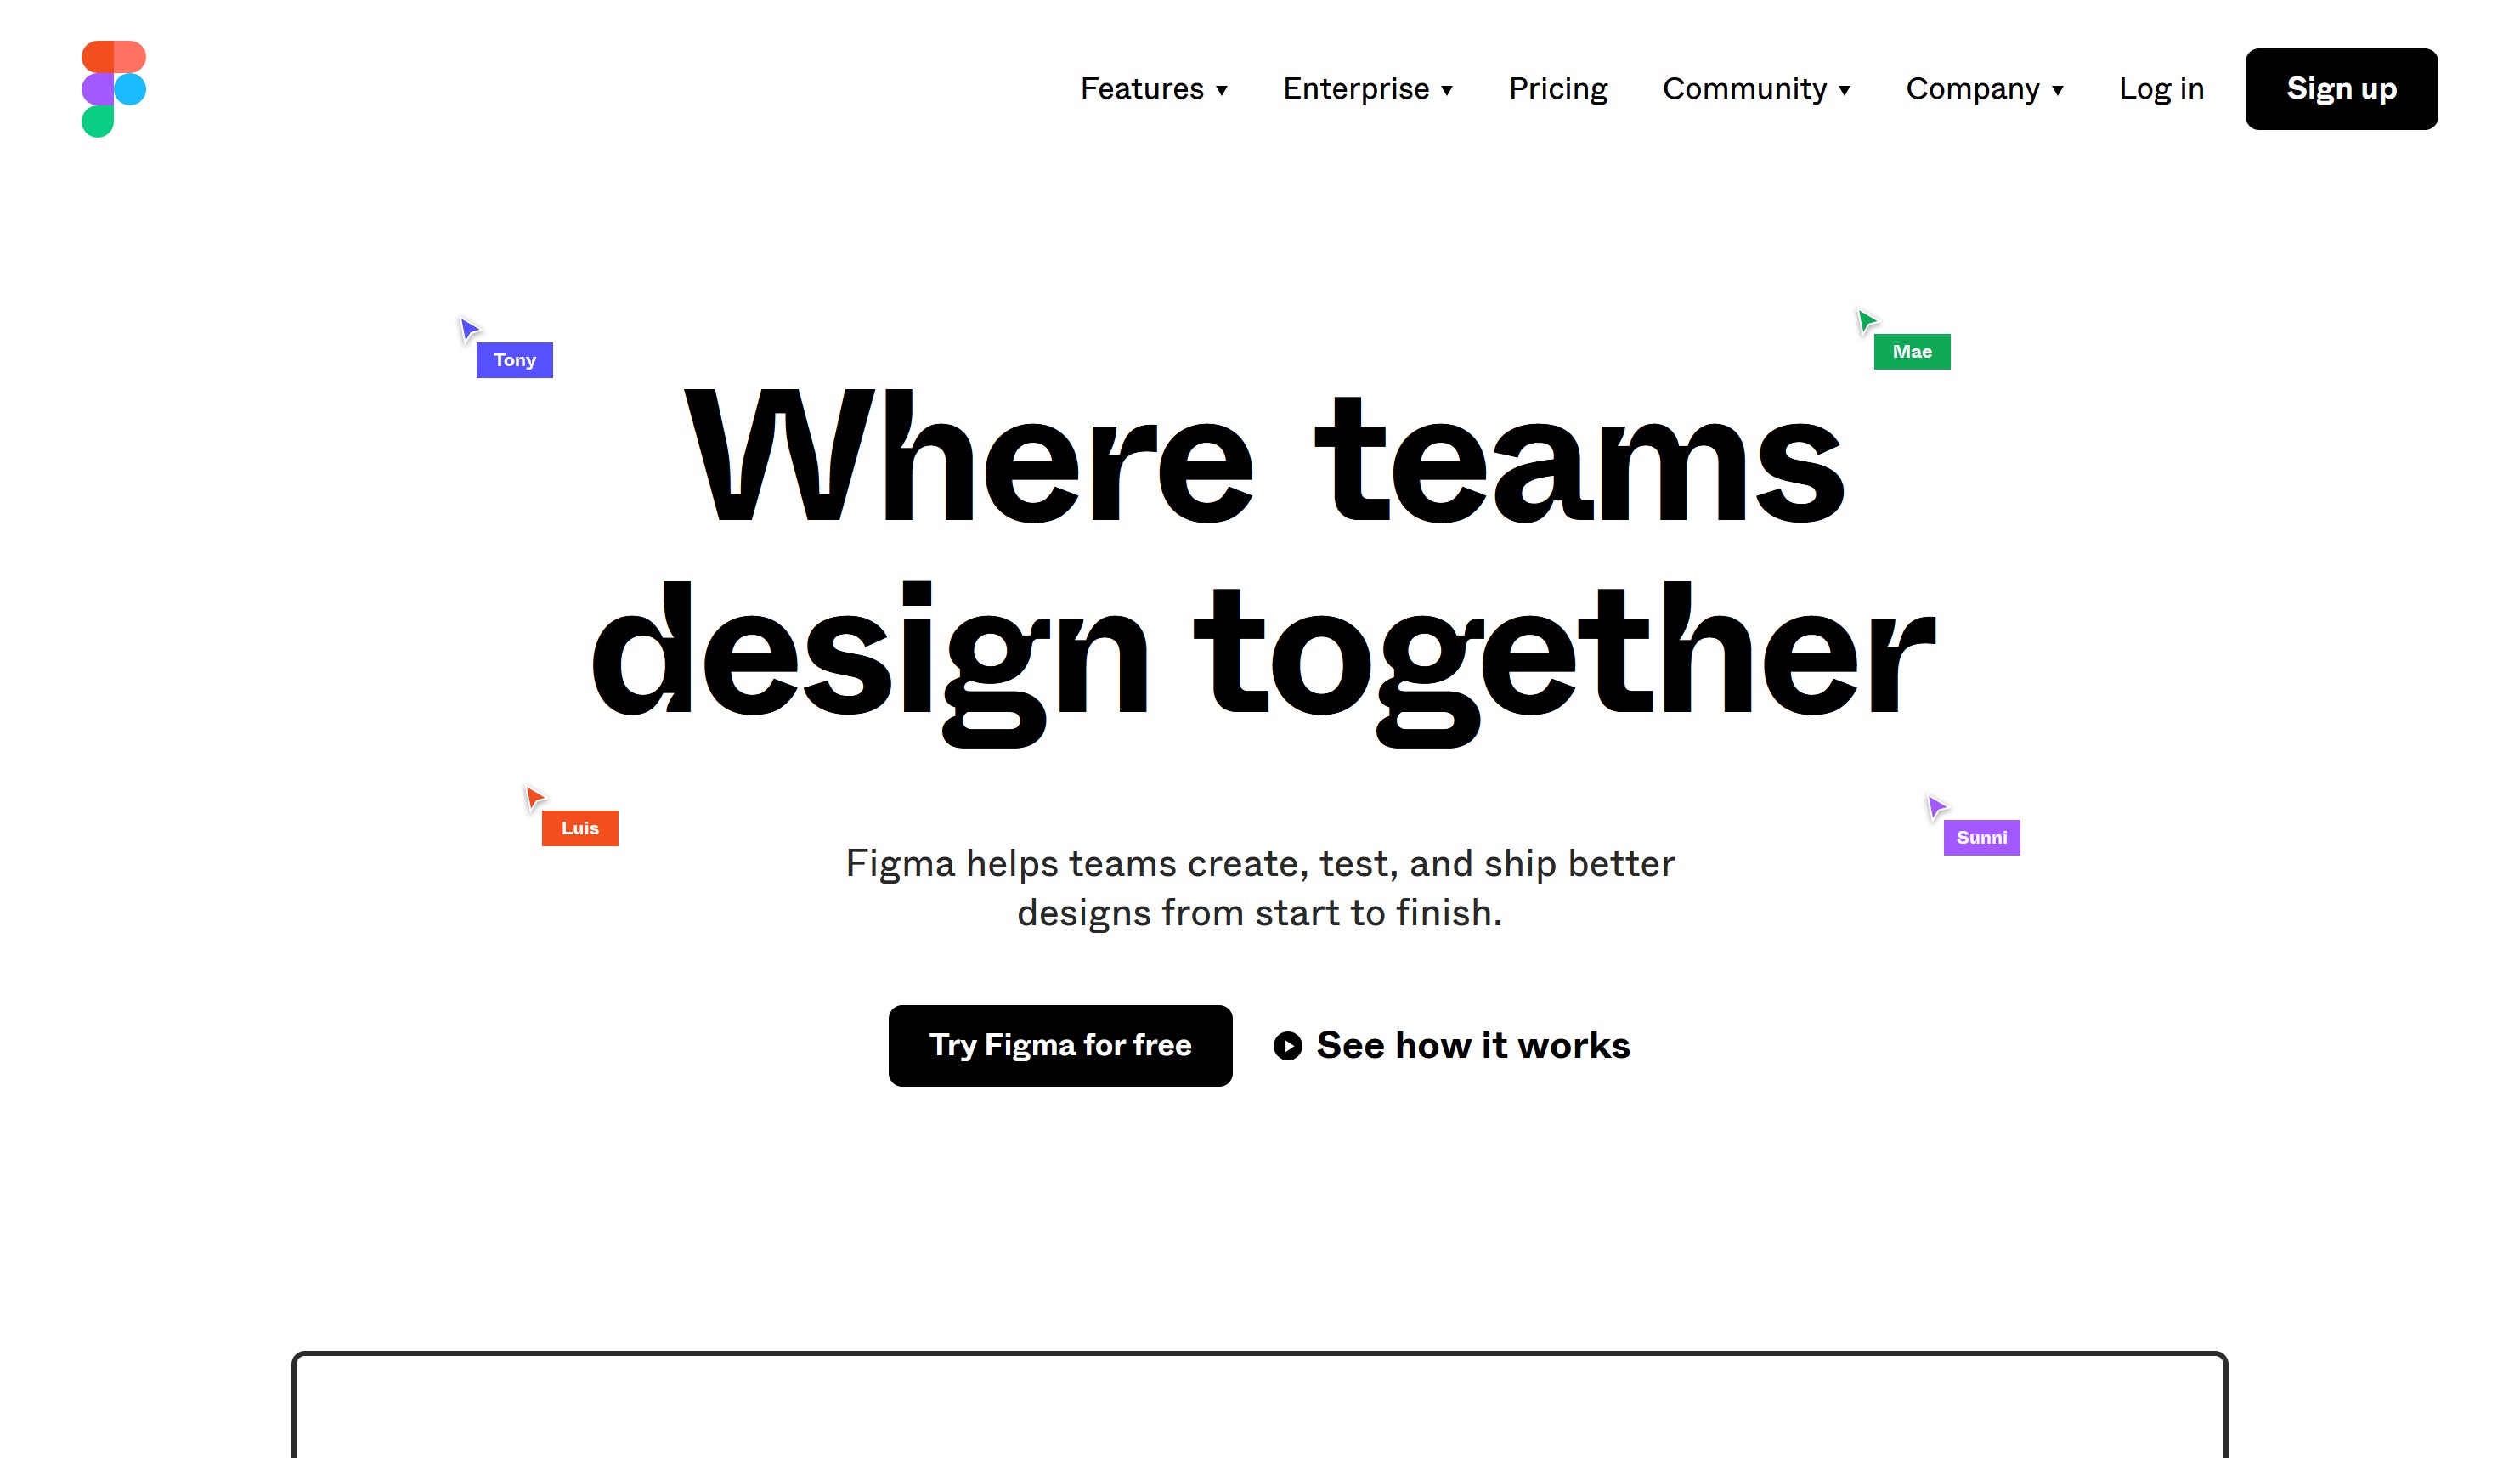 Features
Enterprise
Pricing
Community
Company
Log in
Sign up
Tony
Mae
Where teams
design together
Luis
Sunni
Figma helps teams create, test, and ship better
designs from start to finish.
Try Figma for free
See how it works